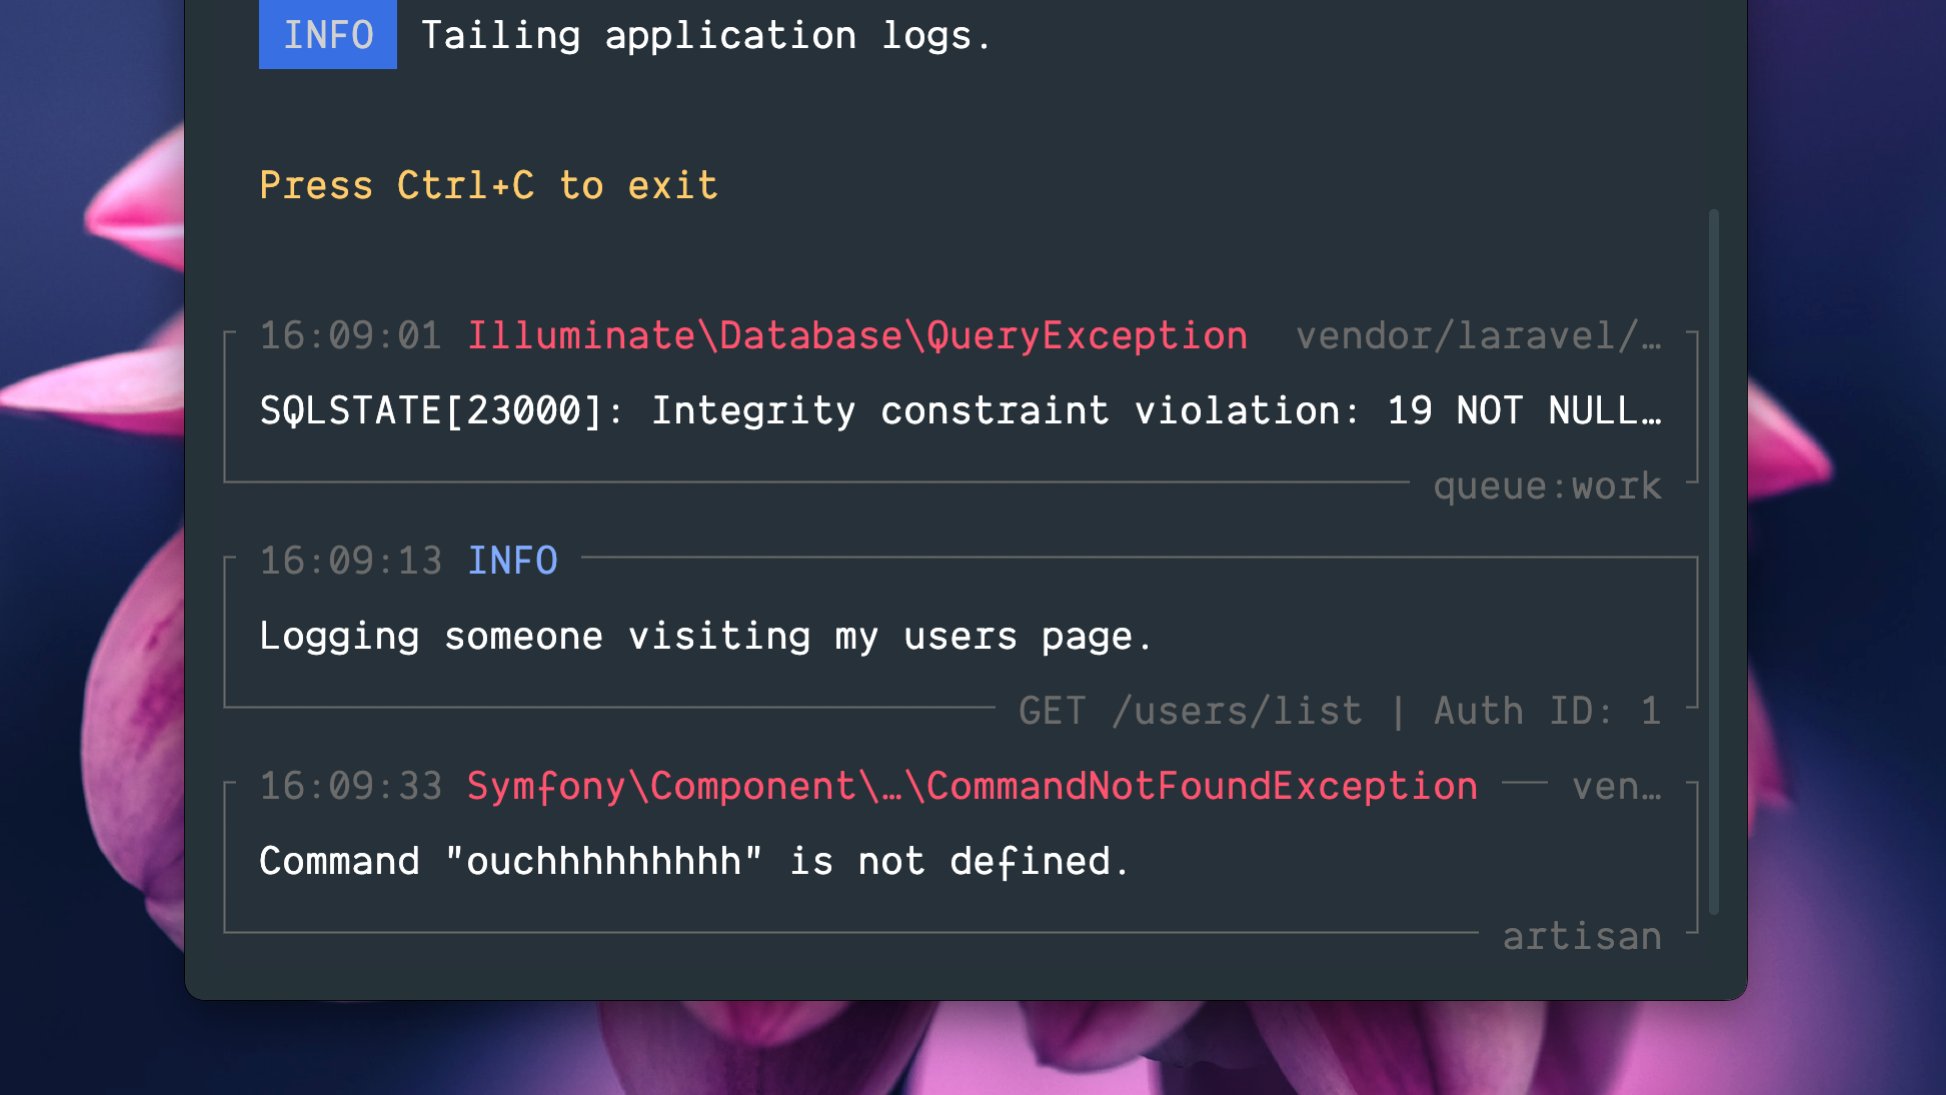 INFO Tailing application logs.
Press Ctrl+C to exit
16:09:01 Illuminate\Database\QueryException vendor/laravel/…
SQLSTATE[23000]: Integrity constraint violation: 19 NOT NULL…
queue:work
16:09:13 INFO
Logging someone visiting my users page.
GET /users/list | Auth ID: 1
16:09:33 Symfony\Component\…\CommandNotFoundException ven…
Command "ouchhhhhhhhh" is not defined.
artisan